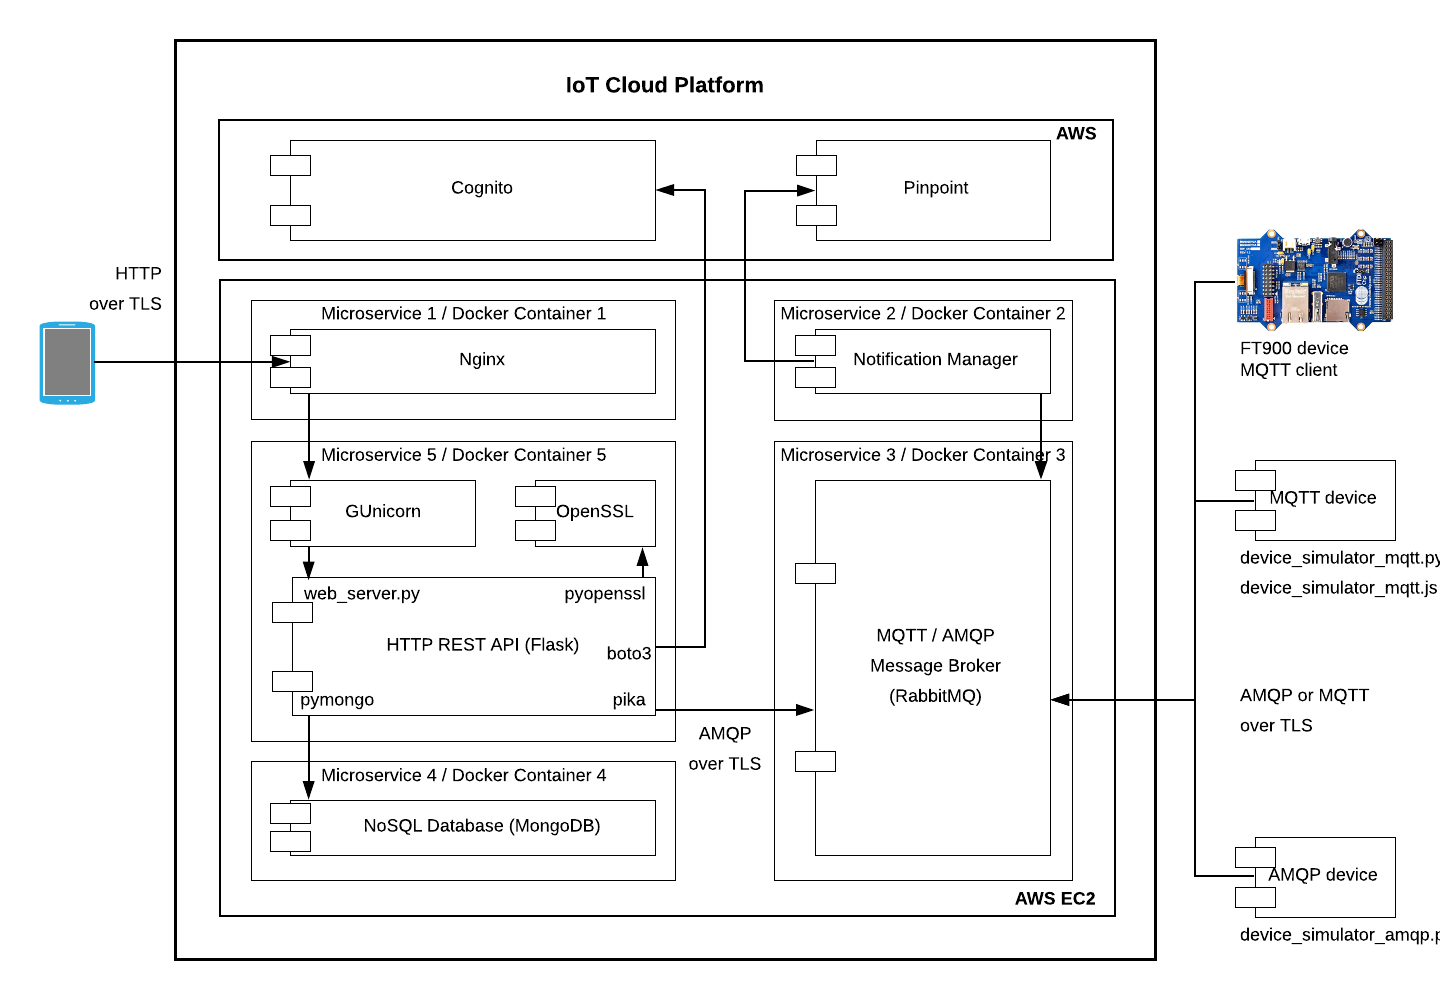 IoT Cloud Platform
AWS
Cognito
Pinpoint
HTTP
over TLS
Microservice 1 / Docker Container 1
Nginx
Microservice 2 / Docker Container 2
Notification Manager
FT900 device
MQTT client
Microservice 5 / Docker Container 5
GUnicorn
OpenSSL
web_server.py
pyopenssl
HTTP REST API (Flask)
boto3
pymongo
pika
AMQP
over TLS
Microservice 3 / Docker Container 3
MQTT / AMQP
Message Broker
(RabbitMQ)
Microservice 4 / Docker Container 4
NoSQL Database (MongoDB)
AWS EC2
MQTT device
device_simulator_mqtt.py
device_simulator_mqtt.js
AMQP or MQTT
over TLS
AMQP device
device_simulator_amqp.p